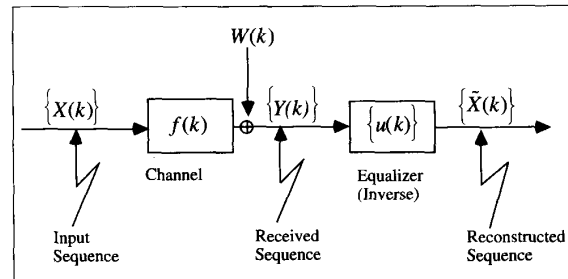 W(k)
{X(k)}
f(k)
{Y(k)}
{u(k)}
{X̃(k)}
Channel
Equalizer
(Inverse)
Input
Sequence
Received
Sequence
Reconstructed
Sequence